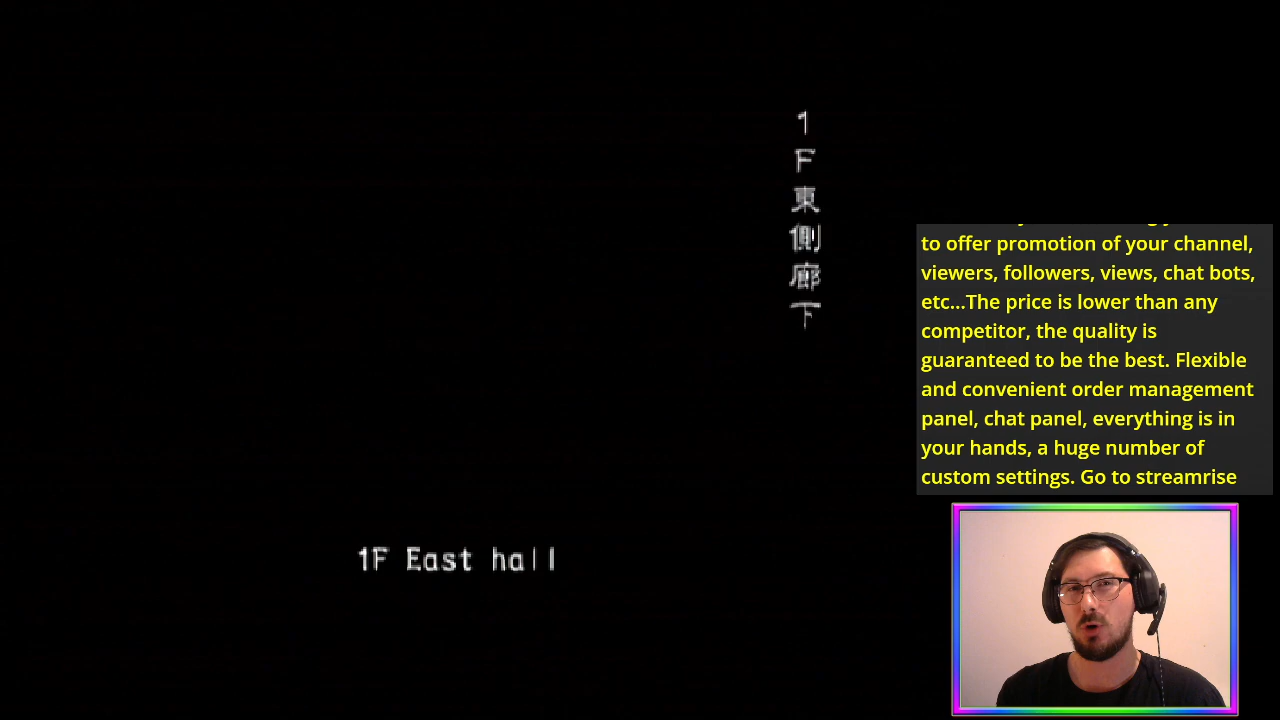 1F東側廊下
to offer promotion of your channel,
viewers, followers, views, chat bots,
etc...The price is lower than any
competitor, the quality is
guaranteed to be the best. Flexible
and convenient order management
panel, chat panel, everything is in
your hands, a huge number of
custom settings. Go to streamrise
1F East hall